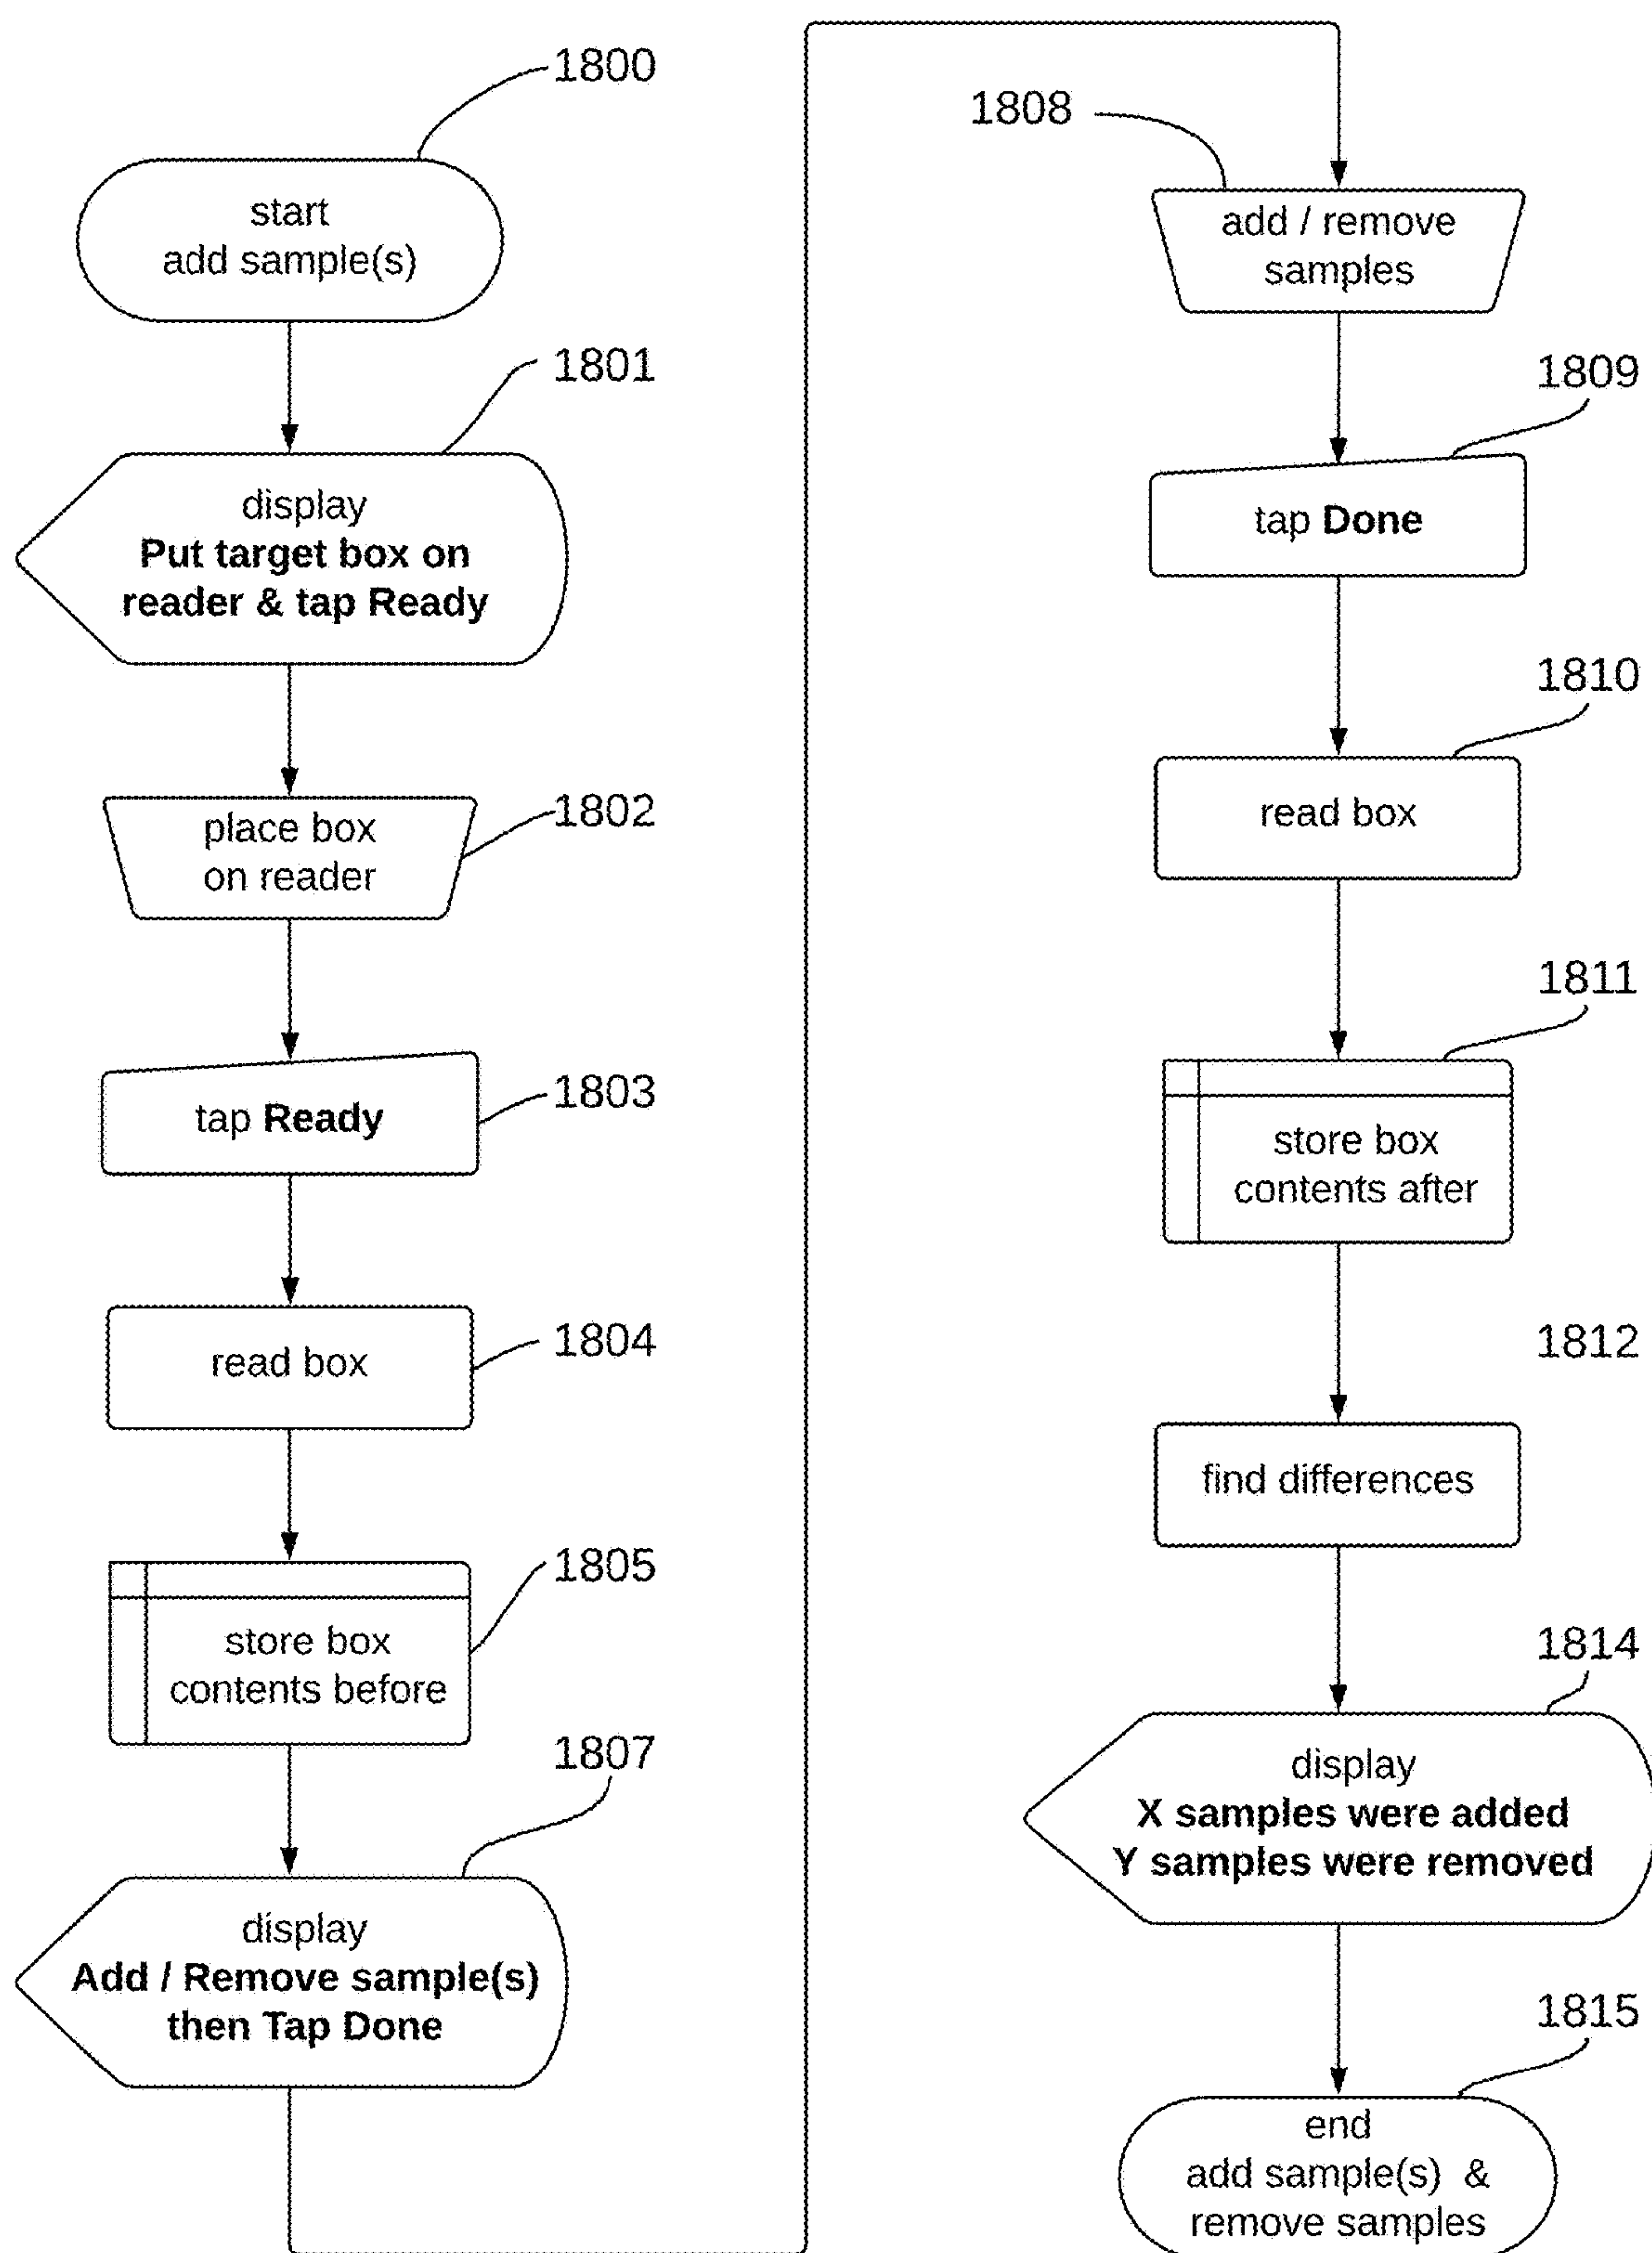 1800
start
add sample(s)
1801
display
Put target box on
reader & tap Ready
1802
place box
on reader
1803
tap Ready
1804
read box
1805
store box
contents before
1807
display
Add / Remove sample(s)
then Tap Done
1808
add / remove
samples
1809
tap Done
1810
read box
1811
store box
contents after
1812
find differences
1814
display
X samples were added
Y samples were removed
1815
end
add sample(s) &
remove samples